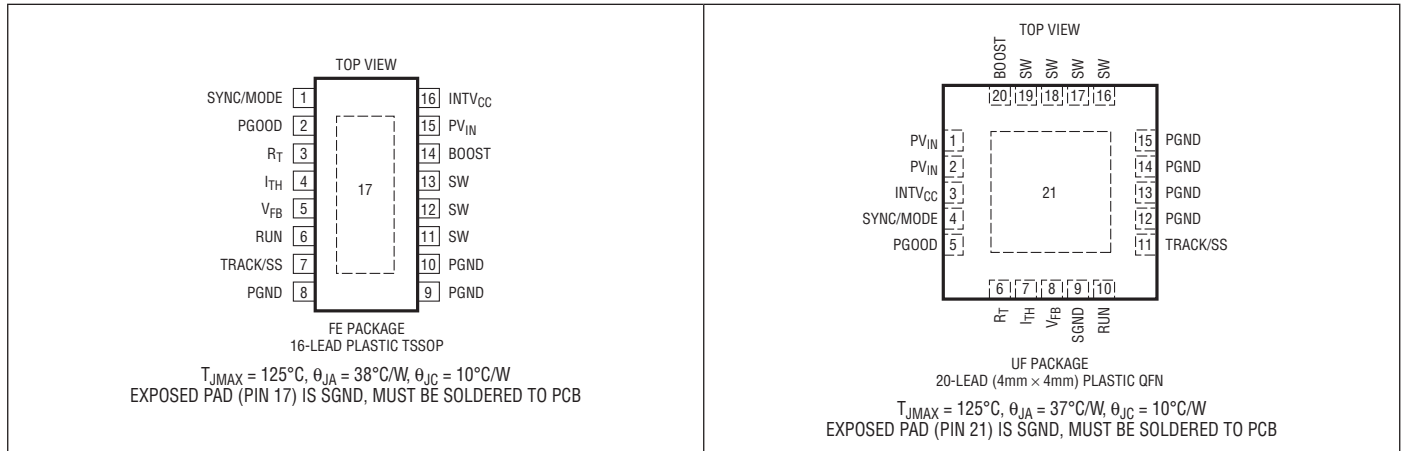 TOP VIEW
SYNC/MODE 1
PGOOD 2
RT 3
ITH 4
VFB 5
RUN 6
TRACK/SS 7
PGND 8
16 INTVCC
15 PVIN
14 BOOST
13 SW
12 SW
11 SW
10 PGND
9 PGND
17
FE PACKAGE
16-LEAD PLASTIC TSSOP
TJMAX = 125°C, θJA = 38°C/W, θJC = 10°C/W
EXPOSED PAD (PIN 17) IS SGND, MUST BE SOLDERED TO PCB
TOP VIEW
BOOST SW SW SW SW
20 19 18 17 16
PVIN 1
PVIN 2
INTVCC 3
SYNC/MODE 4
PGOOD 5
21
15 PGND
14 PGND
13 PGND
12 PGND
11 TRACK/SS
6 7 8 9 10
RT ITH VFB SGND RUN
UF PACKAGE
20-LEAD (4mm × 4mm) PLASTIC QFN
TJMAX = 125°C, θJA = 37°C/W, θJC = 10°C/W
EXPOSED PAD (PIN 21) IS SGND, MUST BE SOLDERED TO PCB